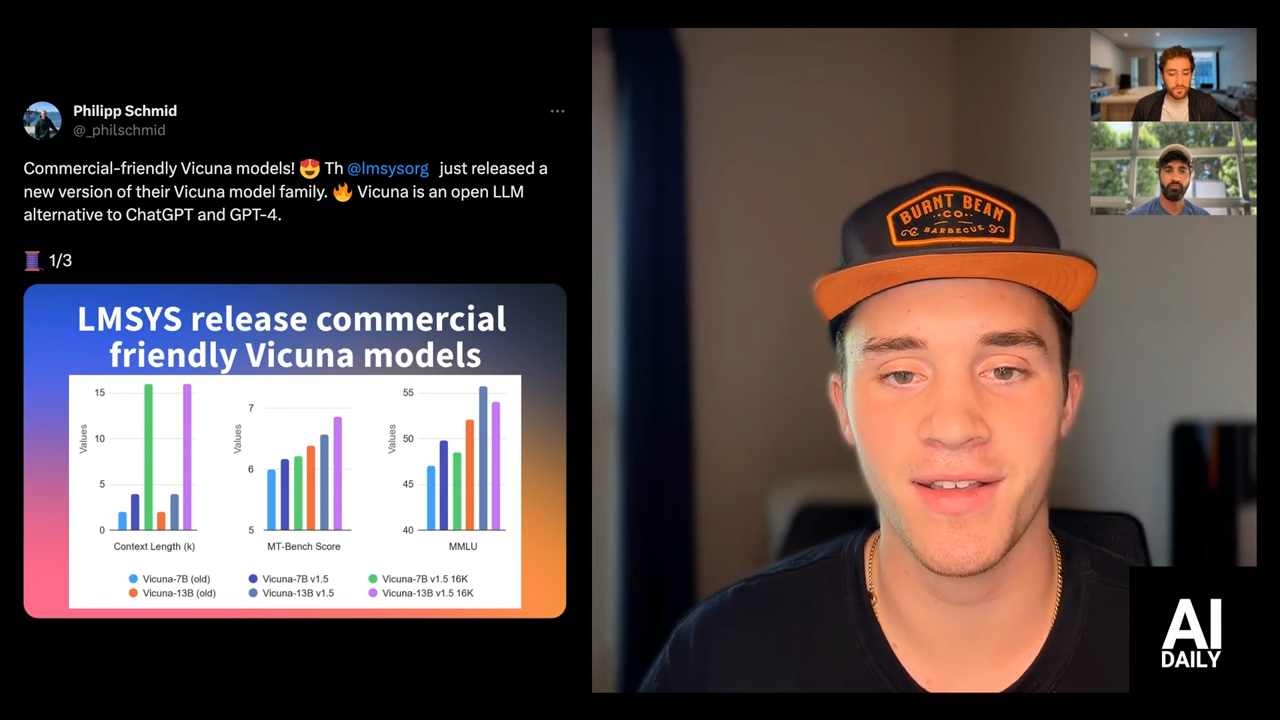 Philipp Schmid
@_philschmid
Commercial-friendly Vicuna models! 😍 Th @lmsysorg just released a
new version of their Vicuna model family. 🔥 Vicuna is an open LLM
alternative to ChatGPT and GPT-4.
🧵 1/3
LMSYS release commercial
friendly Vicuna models
15
10
5
0
Values
Context Length (k)
7
6
5
Values
MT-Bench Score
55
50
45
40
Values
MMLU
Vicuna-7B (old)
Vicuna-7B v1.5
Vicuna-7B v1.5 16K
Vicuna-13B (old)
Vicuna-13B v1.5
Vicuna-13B v1.5 16K
BURNT BEAN
CO
BARBECUE
AI
DAILY